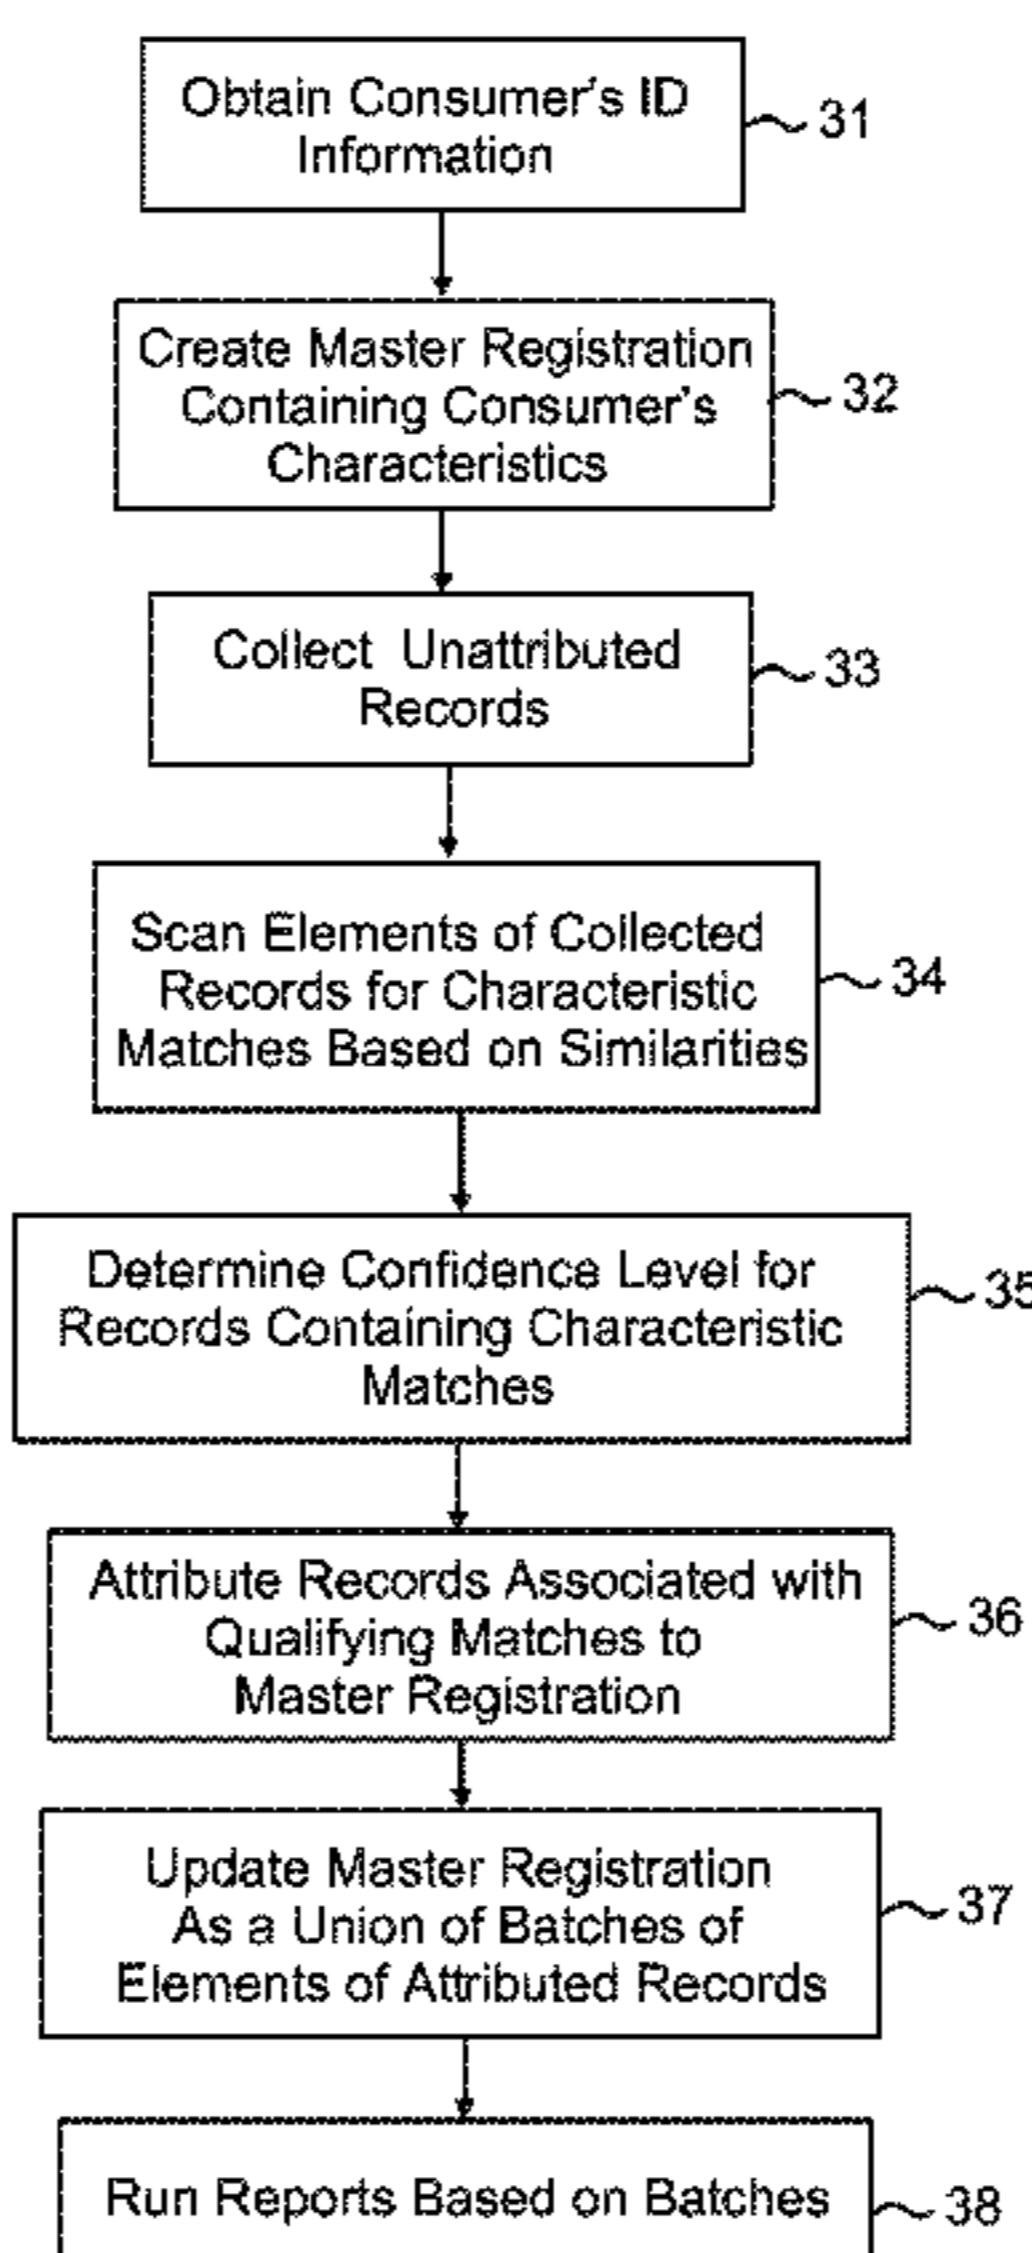 Obtain Consumer's ID
Information
31
Create Master Registration
Containing Consumer's
Characteristics
32
Collect Unattributed
Records
33
Scan Elements of Collected
Records for Characteristic
Matches Based on Similarities
34
Determine Confidence Level for
Records Containing Characteristic
Matches
35
Attribute Records Associated with
Qualifying Matches to
Master Registration
36
Update Master Registration
As a Union of Batches of
Elements of Attributed Records
37
Run Reports Based on Batches
38